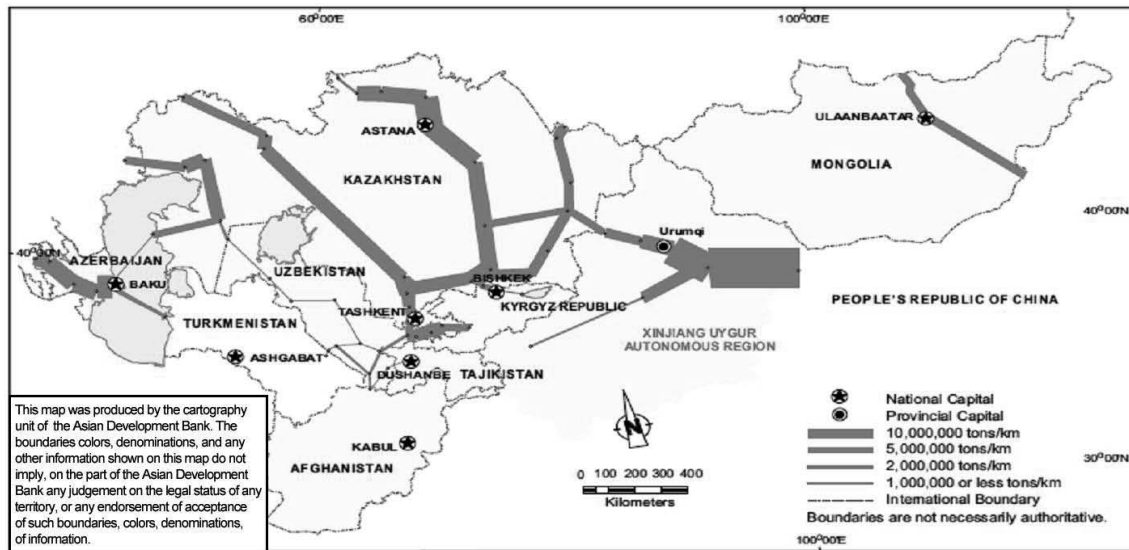 60°00'E
100°00'E
ULAANBAATAR
ASTANA
MONGOLIA
KAZAKHSTAN
40°00'N
Urumqi
40°00'N
AZERBAIJAN
UZBEKISTAN
BISHKEK
BAKU
PEOPLE'S REPUBLIC OF CHINA
KYRGYZ REPUBLIC
TASHKENT
TURKMENISTAN
XINJIANG UYGUR
AUTONOMOUS REGION
ASHGABAT
DUSHANBE
TAJIKISTAN
N
National Capital
Provincial Capital
10,000,000 tons/km
5,000,000 tons/km
2,000,000 tons/km
1,000,000 or less tons/km
International Boundary
Boundaries are not necessarily authoritative.
This map was produced by the cartography
unit of the Asian Development Bank. The
boundaries colors, denominations, and any
other information shown on this map do not
imply, on the part of the Asian Development
Bank any judgement on the legal status of any
territory, or any endorsement of acceptance
of such boundaries, colors, denominations,
of information.
KABUL
AFGHANISTAN
0 100 200 300 400
Kilometers
30°00'N
100°00'E